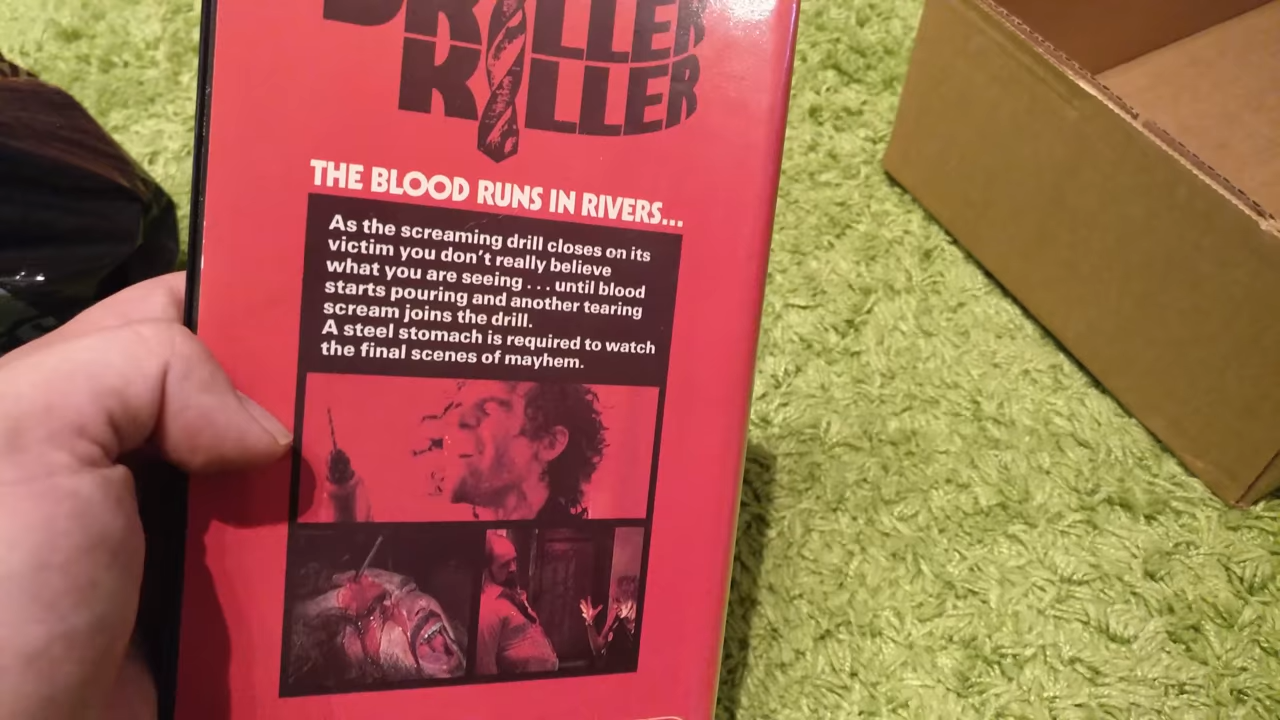 DRILLER
KILLER
THE BLOOD RUNS IN RIVERS...
As the screaming drill closes on its
victim you don't really believe
what you are seeing . . . until blood
starts pouring and another tearing
scream joins the drill.
A steel stomach is required to watch
the final scenes of mayhem.